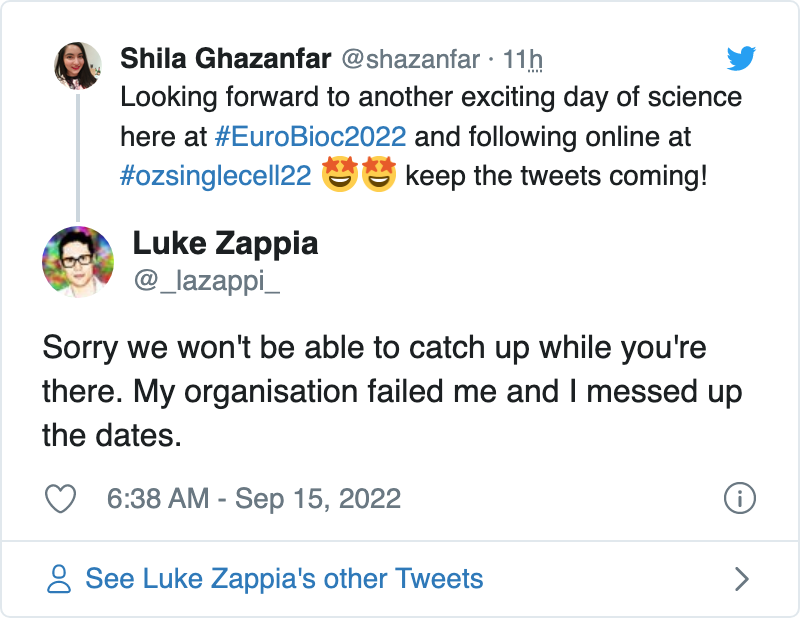 Shila Ghazanfar @shazanfar · 11h
Looking forward to another exciting day of science
here at #EuroBioc2022 and following online at
#ozsinglecell22 🤩🤩 keep the tweets coming!
Luke Zappia
@_lazappi_
Sorry we won't be able to catch up while you're
there. My organisation failed me and I messed up
the dates.
6:38 AM - Sep 15, 2022
See Luke Zappia's other Tweets